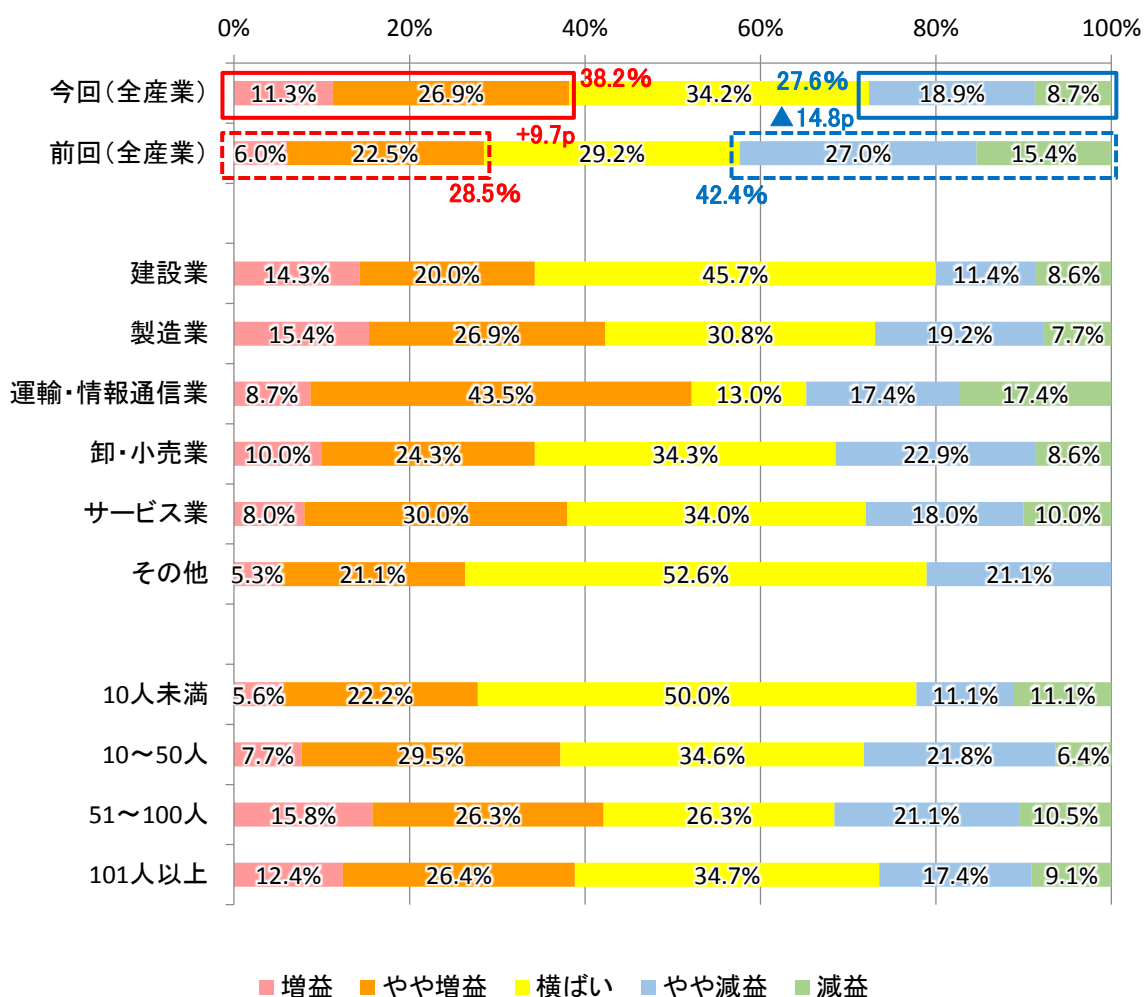 0% 20% 40% 60% 80% 100%
今回（全産業） 11.3% 26.9% 38.2% 34.2% 27.6% 18.9% 8.7%
+9.7p ▲14.8p
前回（全産業） 6.0% 22.5% 29.2% 27.0% 15.4%
28.5% 42.4%
建設業 14.3% 20.0% 45.7% 11.4% 8.6%
製造業 15.4% 26.9% 30.8% 19.2% 7.7%
運輸・情報通信業 8.7% 43.5% 13.0% 17.4% 17.4%
卸・小売業 10.0% 24.3% 34.3% 22.9% 8.6%
サービス業 8.0% 30.0% 34.0% 18.0% 10.0%
その他 5.3% 21.1% 52.6% 21.1%
10人未満 5.6% 22.2% 50.0% 11.1% 11.1%
10～50人 7.7% 29.5% 34.6% 21.8% 6.4%
51～100人 15.8% 26.3% 26.3% 21.1% 10.5%
101人以上 12.4% 26.4% 34.7% 17.4% 9.1%
増益 やや増益 横ばい やや減益 減益